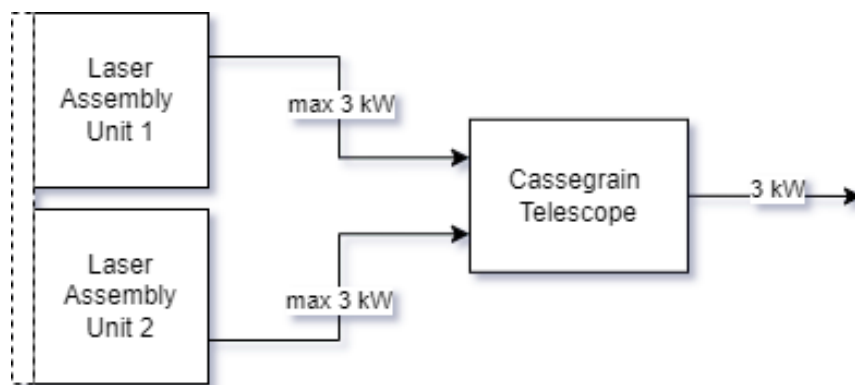 Laser
Assembly
Unit 1
max 3 kW
Cassegrain
Telescope
3 kW
Laser
Assembly
Unit 2
max 3 kW